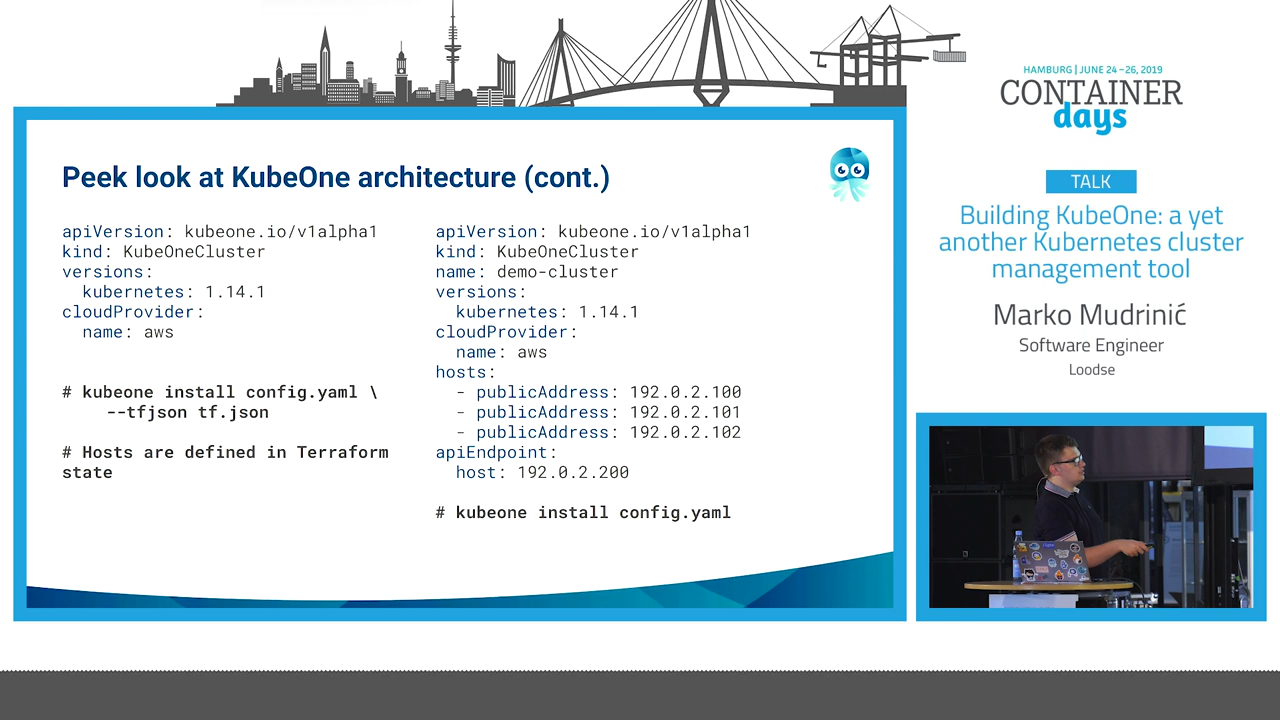 HAMBURG | JUNE 24 – 26, 2019
CONTAINER
days
TALK
Building KubeOne: a yet
another Kubernetes cluster
management tool
Marko Mudrinić
Software Engineer
Loodse
Peek look at KubeOne architecture (cont.)
apiVersion: kubeone.io/v1alpha1
kind: KubeOneCluster
versions:
  kubernetes: 1.14.1
cloudProvider:
  name: aws
# kubeone install config.yaml \
    --tfjson tf.json
# Hosts are defined in Terraform
state
apiVersion: kubeone.io/v1alpha1
kind: KubeOneCluster
name: demo-cluster
versions:
  kubernetes: 1.14.1
cloudProvider:
  name: aws
hosts:
  - publicAddress: 192.0.2.100
  - publicAddress: 192.0.2.101
  - publicAddress: 192.0.2.102
apiEndpoint:
  host: 192.0.2.200
# kubeone install config.yaml